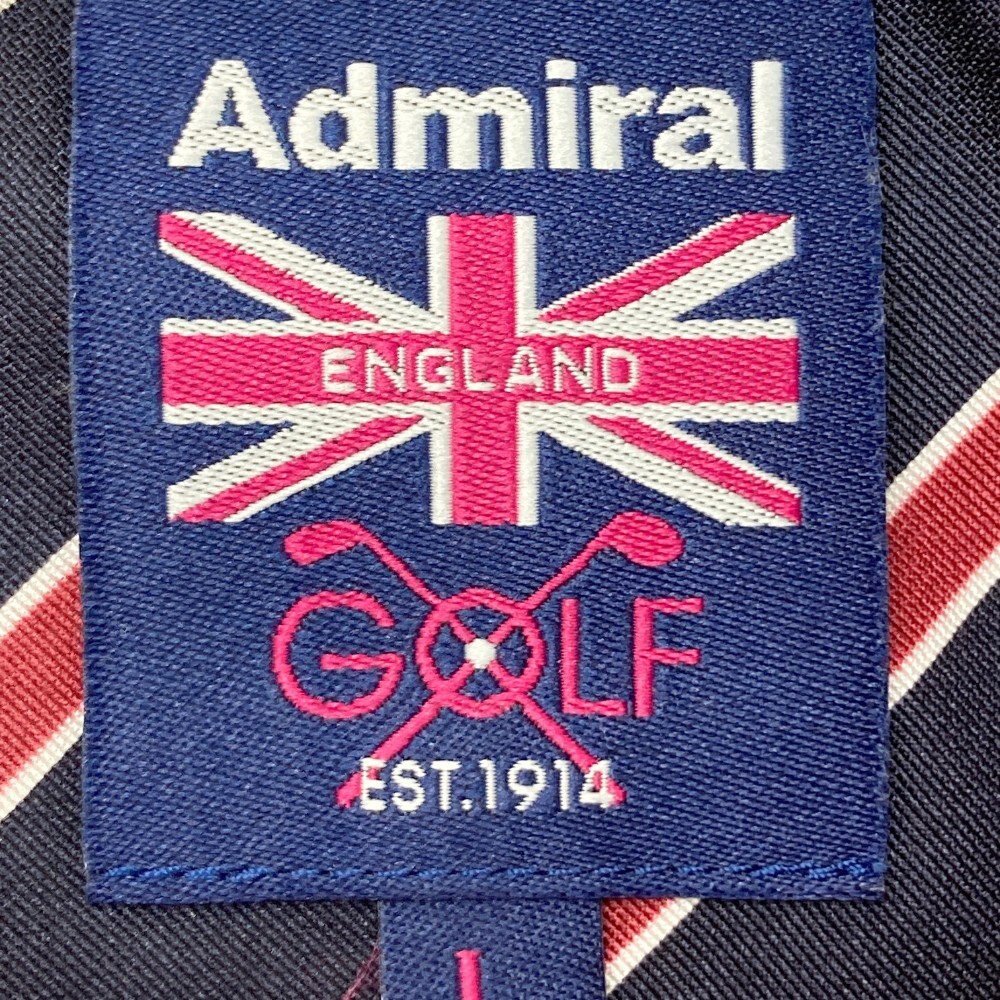 Admiral
ENGLAND
GOLF
EST.1914